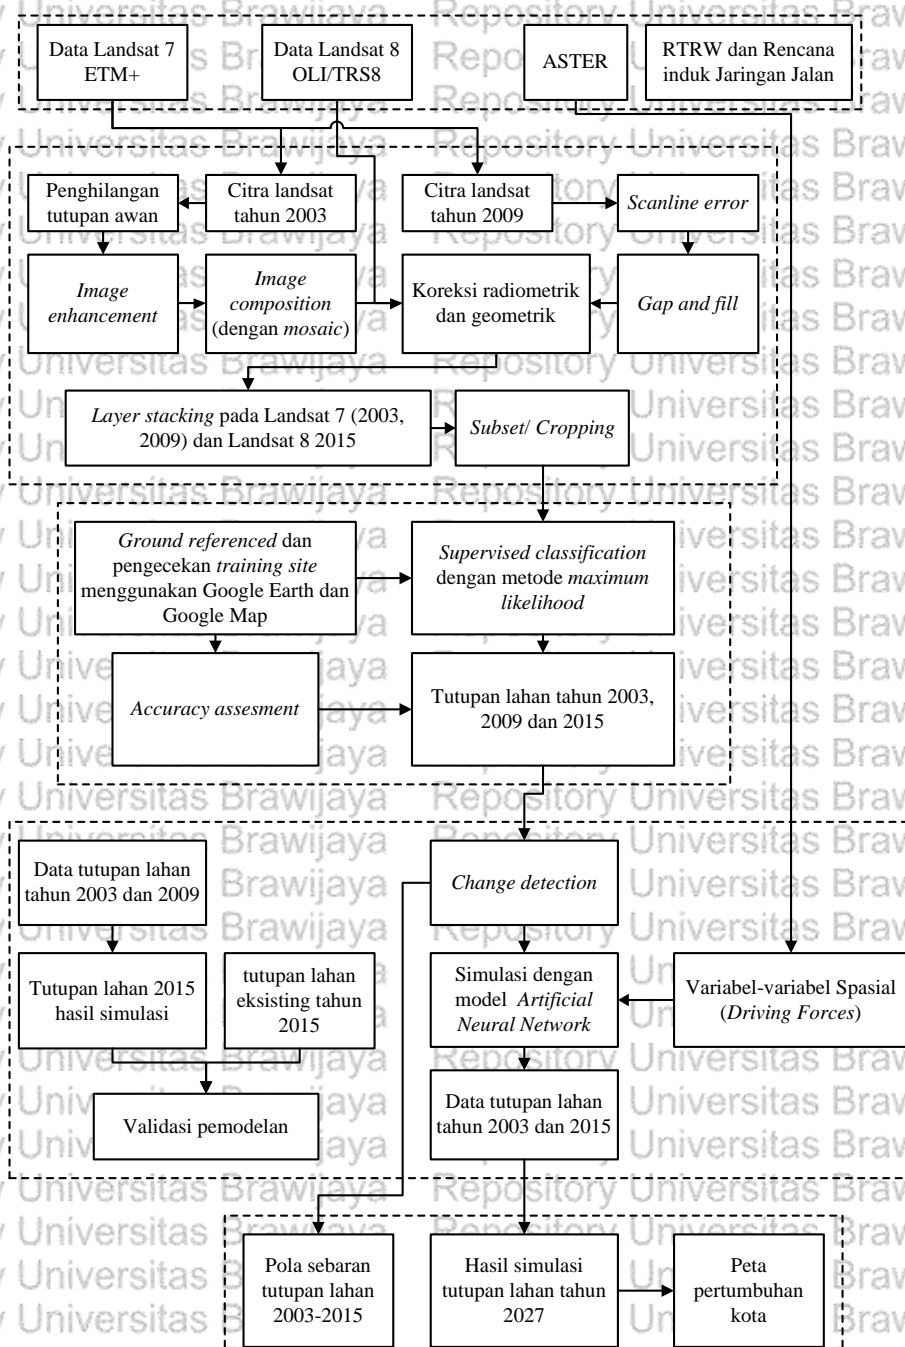 Data Landsat 7
ETM+
Data Landsat 8
OLI/TRS8
ASTER
RTRW dan Rencana
induk Jaringan Jalan
Penghilangan
tutupan awan
Citra landsat
tahun 2003
Citra landsat
tahun 2009
Scanline error
Image
enhancement
Image
composition
(dengan mosaic)
Koreksi radiometrik
dan geometrik
Gap and fill
Layer stacking pada Landsat 7 (2003,
2009) dan Landsat 8 2015
Subset/ Cropping
Ground referenced dan
pengecekan training site
menggunakan Google Earth dan
Google Map
Supervised classification
dengan metode maximum
likelihood
Accuracy assesment
Tutupan lahan tahun 2003,
2009 dan 2015
Data tutupan lahan
tahun 2003 dan 2009
Change detection
Tutupan lahan 2015
hasil simulasi
tutupan lahan
eksisting tahun
2015
Simulasi dengan
model Artificial
Neural Network
Variabel-variabel Spasial
(Driving Forces)
Validasi pemodelan
Data tutupan lahan
tahun 2003 dan 2015
Pola sebaran
tutupan lahan
2003-2015
Hasil simulasi
tutupan lahan tahun
2027
Peta
pertumbuhan
kota